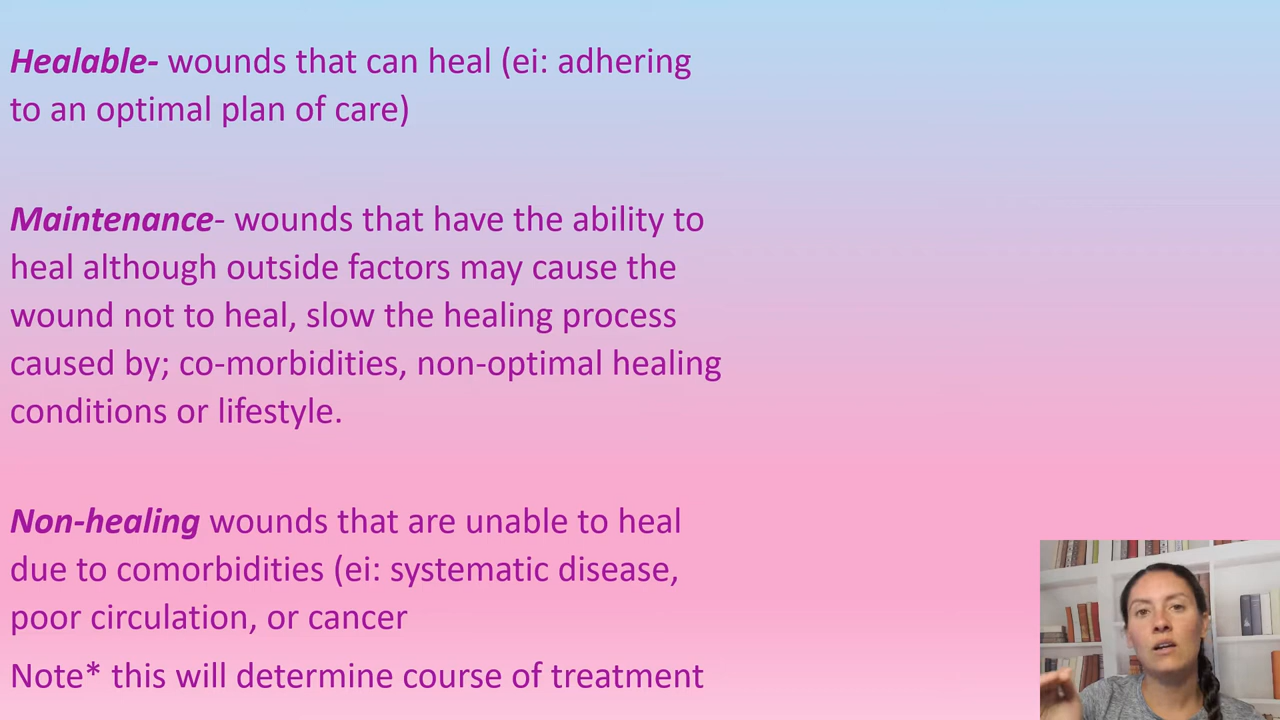 Healable- wounds that can heal (ei: adhering
to an optimal plan of care)
Maintenance- wounds that have the ability to
heal although outside factors may cause the
wound not to heal, slow the healing process
caused by; co-morbidities, non-optimal healing
conditions or lifestyle.
Non-healing wounds that are unable to heal
due to comorbidities (ei: systematic disease,
poor circulation, or cancer
Note* this will determine course of treatment